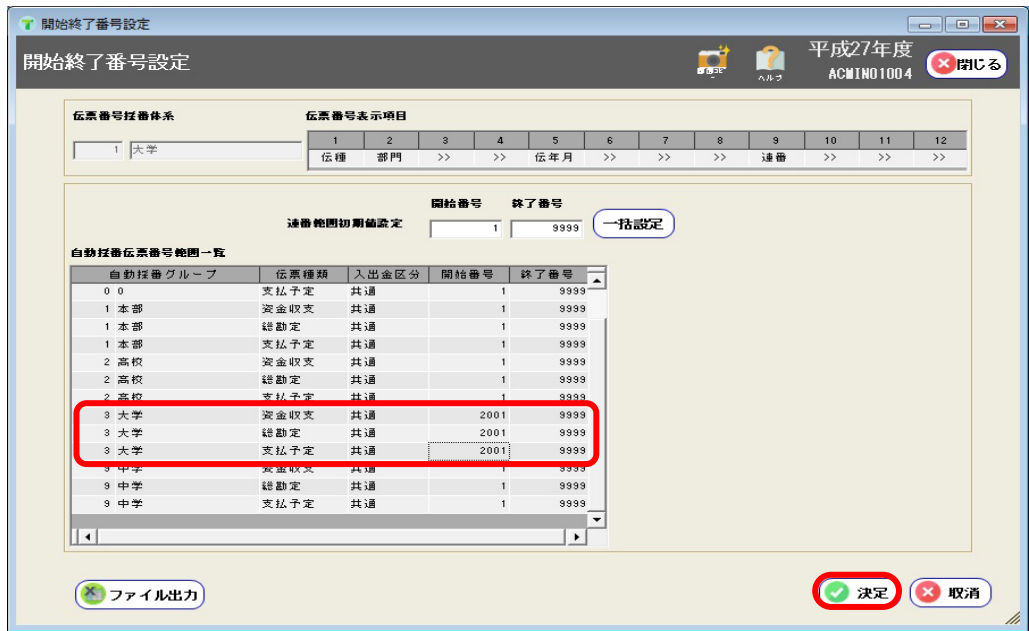 開始終了番号設定
開始終了番号設定
ヘルプ
平成27年度
ACMIN01004
閉じる
伝票番号採番体系
伝票番号表示項目
1 大学
1 2 3 4 5 6 7 8 9 10 11 12
伝種 部門 >> >> 伝年月 >> >> >> 連番 >> >> >>
開始番号 終了番号
連番範囲初期値設定 1 9999 一括設定
自動採番伝票番号範囲一覧
自動採番グループ 伝票種類 入出金区分 開始番号 終了番号
0 0 支払予定 共通 1 9999
1 本部 資金収支 共通 1 9999
1 本部 総勘定 共通 1 9999
1 本部 支払予定 共通 1 9999
2 高校 資金収支 共通 1 9999
2 高校 総勘定 共通 1 9999
2 高校 支払予定 共通 1 9999
3 大学 資金収支 共通 2001 9999
3 大学 総勘定 共通 2001 9999
3 大学 支払予定 共通 2001 9999
9 中学 資金収支 共通 1 9999
9 中学 総勘定 共通 1 9999
9 中学 支払予定 共通 1 9999
ファイル出力
決定
取消